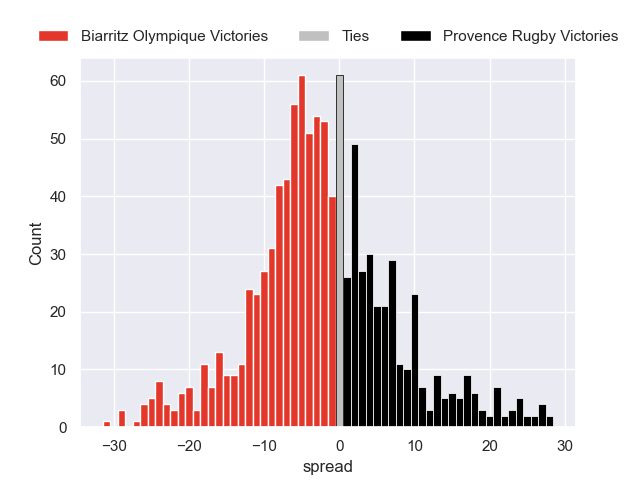 Biarritz Olympique Victories Ties Provence Rugby Victories
60
50
40
30
20
10
0
Count
−30 −20 −10 0 10 20 30
spread